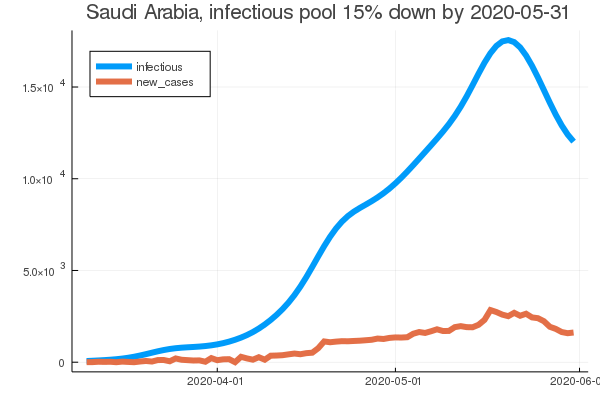 Saudi Arabia, infectious pool 15% down by 2020-05-31
infectious
new_cases
1.5×10 4
1.0×10 4
5.0×10 3
0
2020-04-01 2020-05-01 2020-06-0